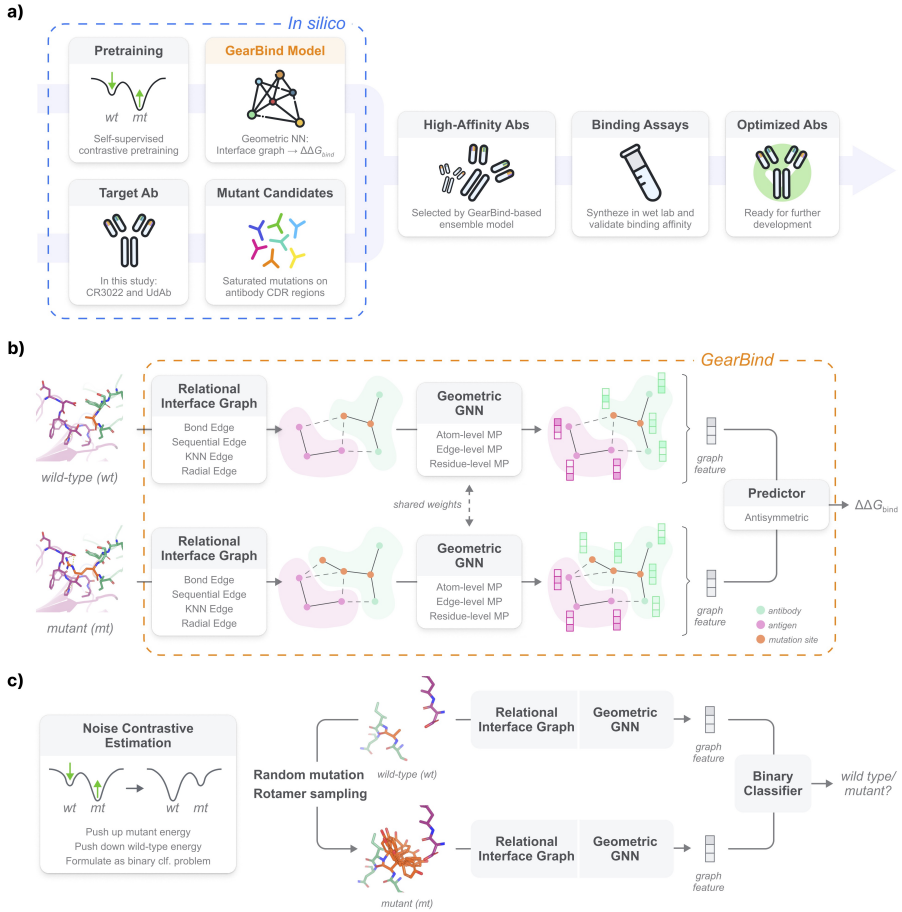 a)
In silico
Pretraining
wt
mt
Self-supervised
contrastive pretraining
GearBind Model
Geometric NN:
Interface graph → ΔΔGbind
Target Ab
In this study:
CR3022 and UdAb
Mutant Candidates
Saturated mutations on
antibody CDR regions
High-Affinity Abs
Selected by GearBind-based
ensemble model
Binding Assays
Syntheze in wet lab and
validate binding affinity
Optimized Abs
Ready for further
development
b)
GearBind
wild-type (wt)
Relational
Interface Graph
Bond Edge
Sequential Edge
KNN Edge
Radial Edge
Geometric
GNN
Atom-level MP
Edge-level MP
Residue-level MP
graph
feature
shared weights
Predictor
Antisymmetric
ΔΔGbind
mutant (mt)
Relational
Interface Graph
Bond Edge
Sequential Edge
KNN Edge
Radial Edge
Geometric
GNN
Atom-level MP
Edge-level MP
Residue-level MP
graph
feature
antibody
antigen
mutation site
c)
Noise Contrastive
Estimation
wt
mt
wt
mt
Push up mutant energy
Push down wild-type energy
Formulate as binary clf. problem
Random mutation
Rotamer sampling
wild-type (wt)
Relational
Interface Graph
Geometric
GNN
graph
feature
Binary
Classifier
wild type/
mutant?
mutant (mt)
Relational
Interface Graph
Geometric
GNN
graph
feature